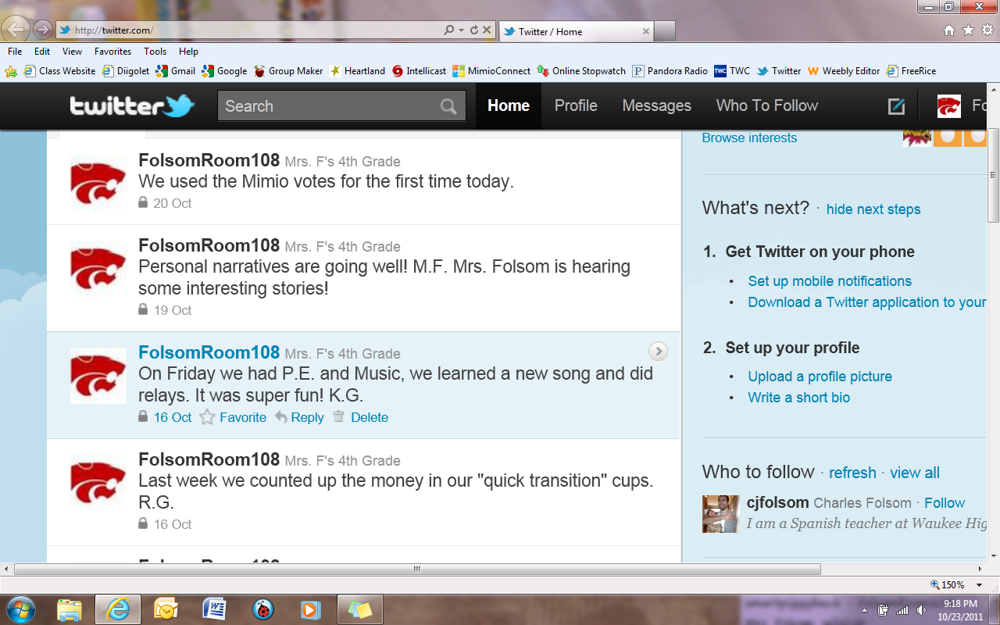 http://twitter.com/
Twitter / Home
File Edit View Favorites Tools Help
Class Website Diigolet Gmail Google Group Maker Heartland Intellicast MimioConnect Online Stopwatch Pandora Radio TWC Twitter Weebly Editor FreeRice
twitter Search Home Profile Messages Who To Follow Fo
Browse interests
FolsomRoom108 Mrs. F's 4th Grade
We used the Mimio votes for the first time today.
20 Oct
FolsomRoom108 Mrs. F's 4th Grade
Personal narratives are going well! M.F. Mrs. Folsom is hearing
some interesting stories!
19 Oct
FolsomRoom108 Mrs. F's 4th Grade
On Friday we had P.E. and Music, we learned a new song and did
relays. It was super fun! K.G.
16 Oct Favorite Reply Delete
FolsomRoom108 Mrs. F's 4th Grade
Last week we counted up the money in our "quick transition" cups.
R.G.
16 Oct
What's next? · hide next steps
1. Get Twitter on your phone
• Set up mobile notifications
• Download a Twitter application to your
2. Set up your profile
• Upload a profile picture
• Write a short bio
Who to follow · refresh · view all
cjfolsom Charles Folsom · Follow
I am a Spanish teacher at Waukee Hig
150%
9:18 PM
10/23/2011